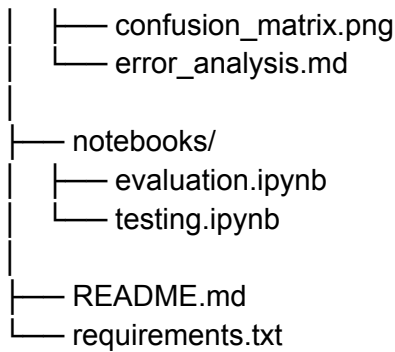 │   ├── confusion_matrix.png
│   └── error_analysis.md
│
├── notebooks/
│   ├── evaluation.ipynb
│   └── testing.ipynb
│
├── README.md
└── requirements.txt